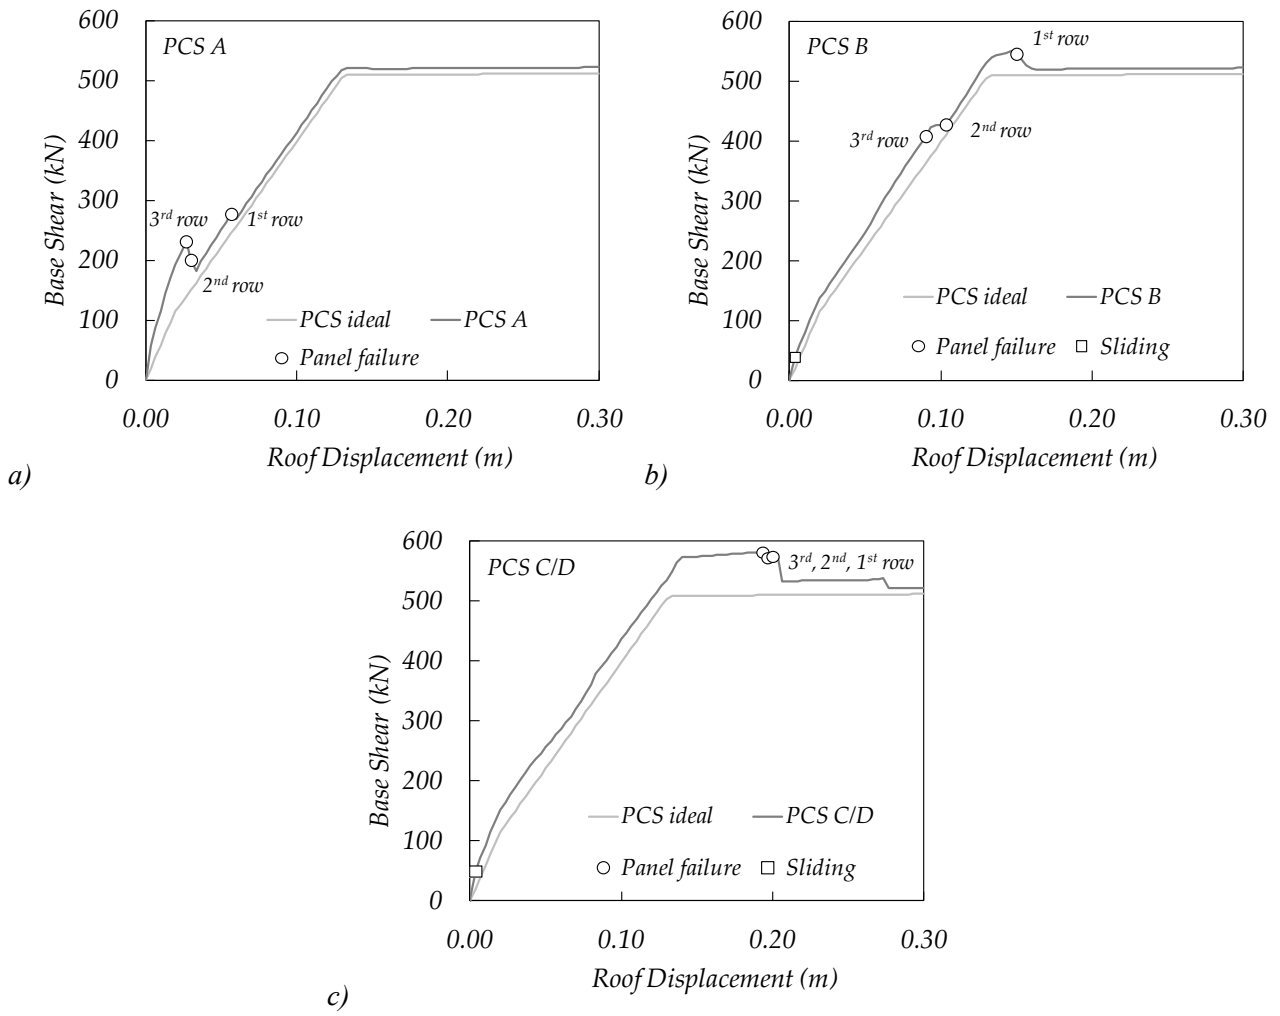 600
500
400
300
200
100
0
Base Shear (kN)
PCS A
3rd row
1st row
2nd row
PCS ideal PCS A
Panel failure
0.00 0.10 0.20 0.30
Roof Displacement (m)
a)
600
500
400
300
200
100
0
Base Shear (kN)
PCS B
1st row
3rd row
2nd row
PCS ideal PCS B
Panel failure Sliding
0.00 0.10 0.20 0.30
Roof Displacement (m)
b)
600
500
400
300
200
100
0
Base Shear (kN)
PCS C/D
3rd, 2nd, 1st row
PCS ideal PCS C/D
Panel failure Sliding
0.00 0.10 0.20 0.30
Roof Displacement (m)
c)